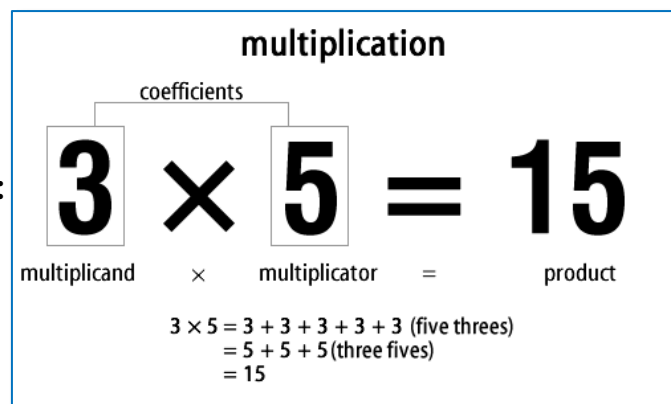 multiplication
coefficients
: 3 × 5 = 15
multiplicand × multiplicator = product
3 × 5 = 3 + 3 + 3 + 3 + 3 (five threes)
= 5 + 5 + 5(three fives)
= 15